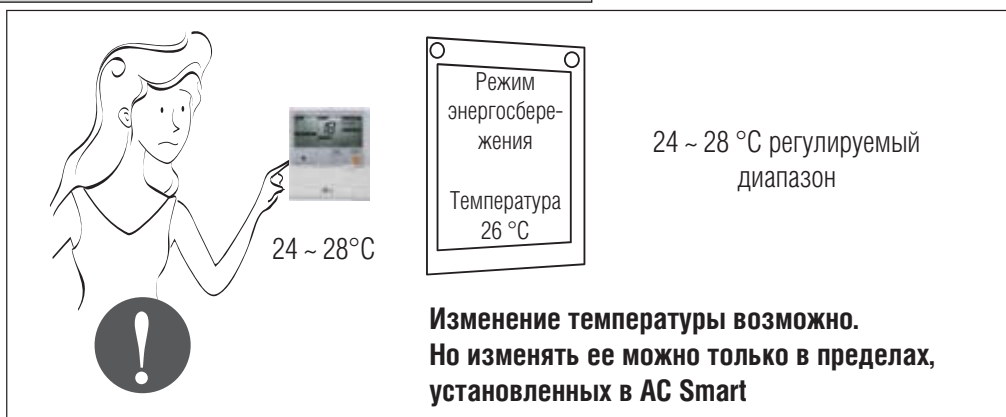 24 ~ 28°C
Режим
энергосбере-
жения
Температура
26 °C
24 ~ 28 °C регулируемый
диапазон
Изменение температуры возможно.
Но изменять ее можно только в пределах,
установленных в AC Smart